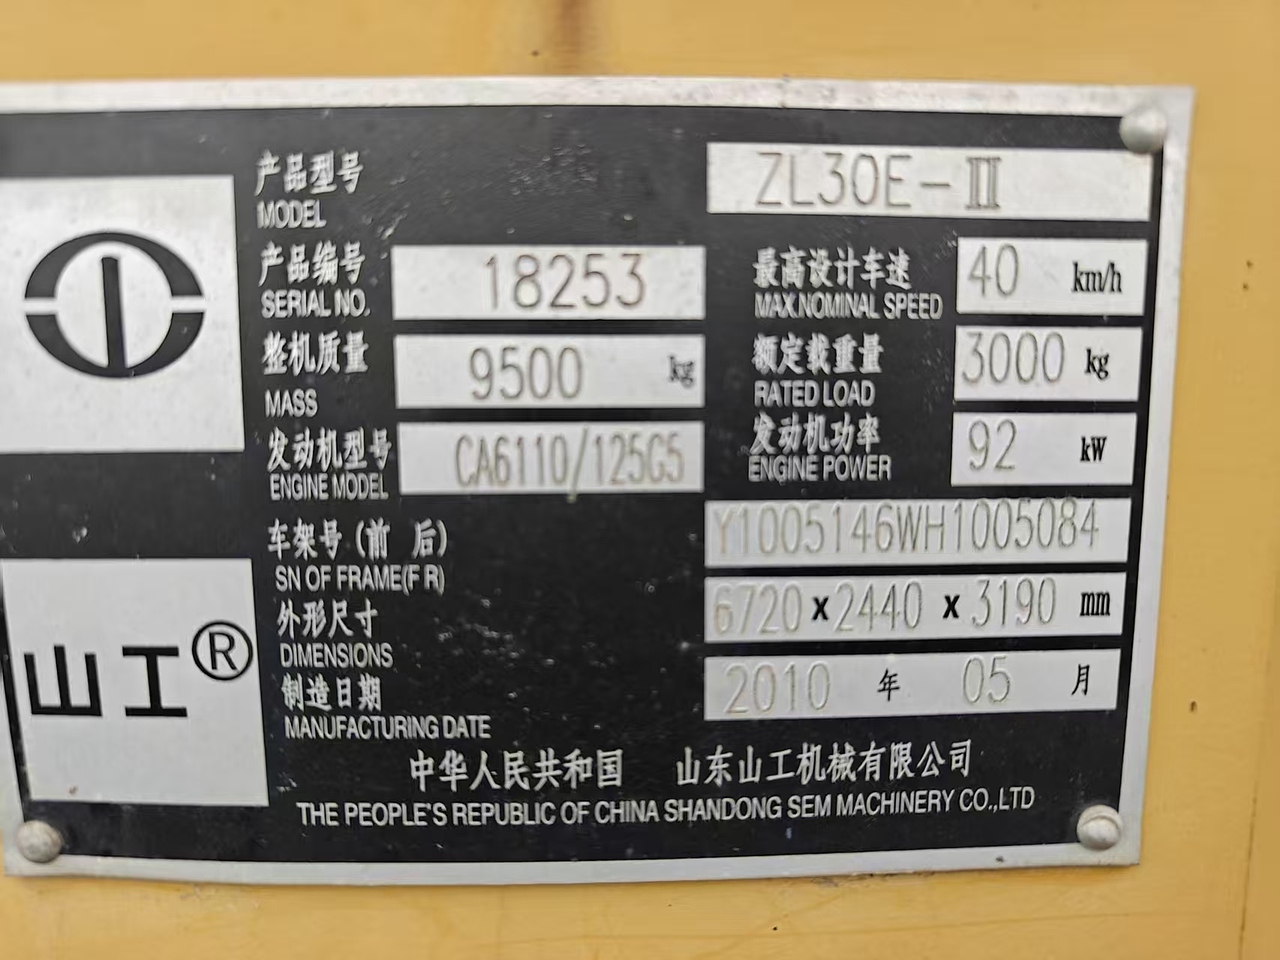 产品型号 ZL30E-III
MODEL
产品编号 18253 最高设计车速 40 km/h
SERIAL NO. MAX.NOMINAL SPEED
整机质量 9500 kg 额定载重量 3000 kg
MASS RATED LOAD
发动机型号 CA6110/125G5 发动机功率 92 kW
ENGINE MODEL ENGINE POWER
车架号(前 后) Y1005146WH1005084
SN OF FRAME(F R)
外形尺寸 6720 x 2440 x 3190 mm
DIMENSIONS
山工®
制造日期 2010 年 05 月
MANUFACTURING DATE
中华人民共和国 山东山工机械有限公司
THE PEOPLE'S REPUBLIC OF CHINA SHANDONG SEM MACHINERY CO.,LTD